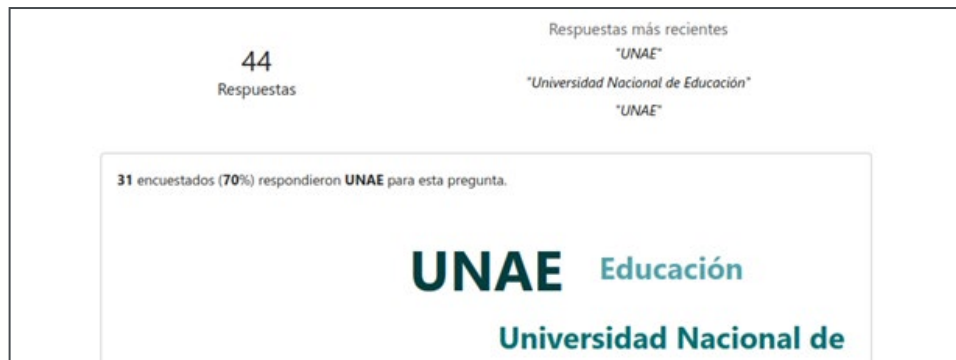 44
Respuestas
Respuestas más recientes
"UNAE"
"Universidad Nacional de Educación"
"UNAE"
31 encuestados (70%) respondieron UNAE para esta pregunta.
UNAE Educación
Universidad Nacional de